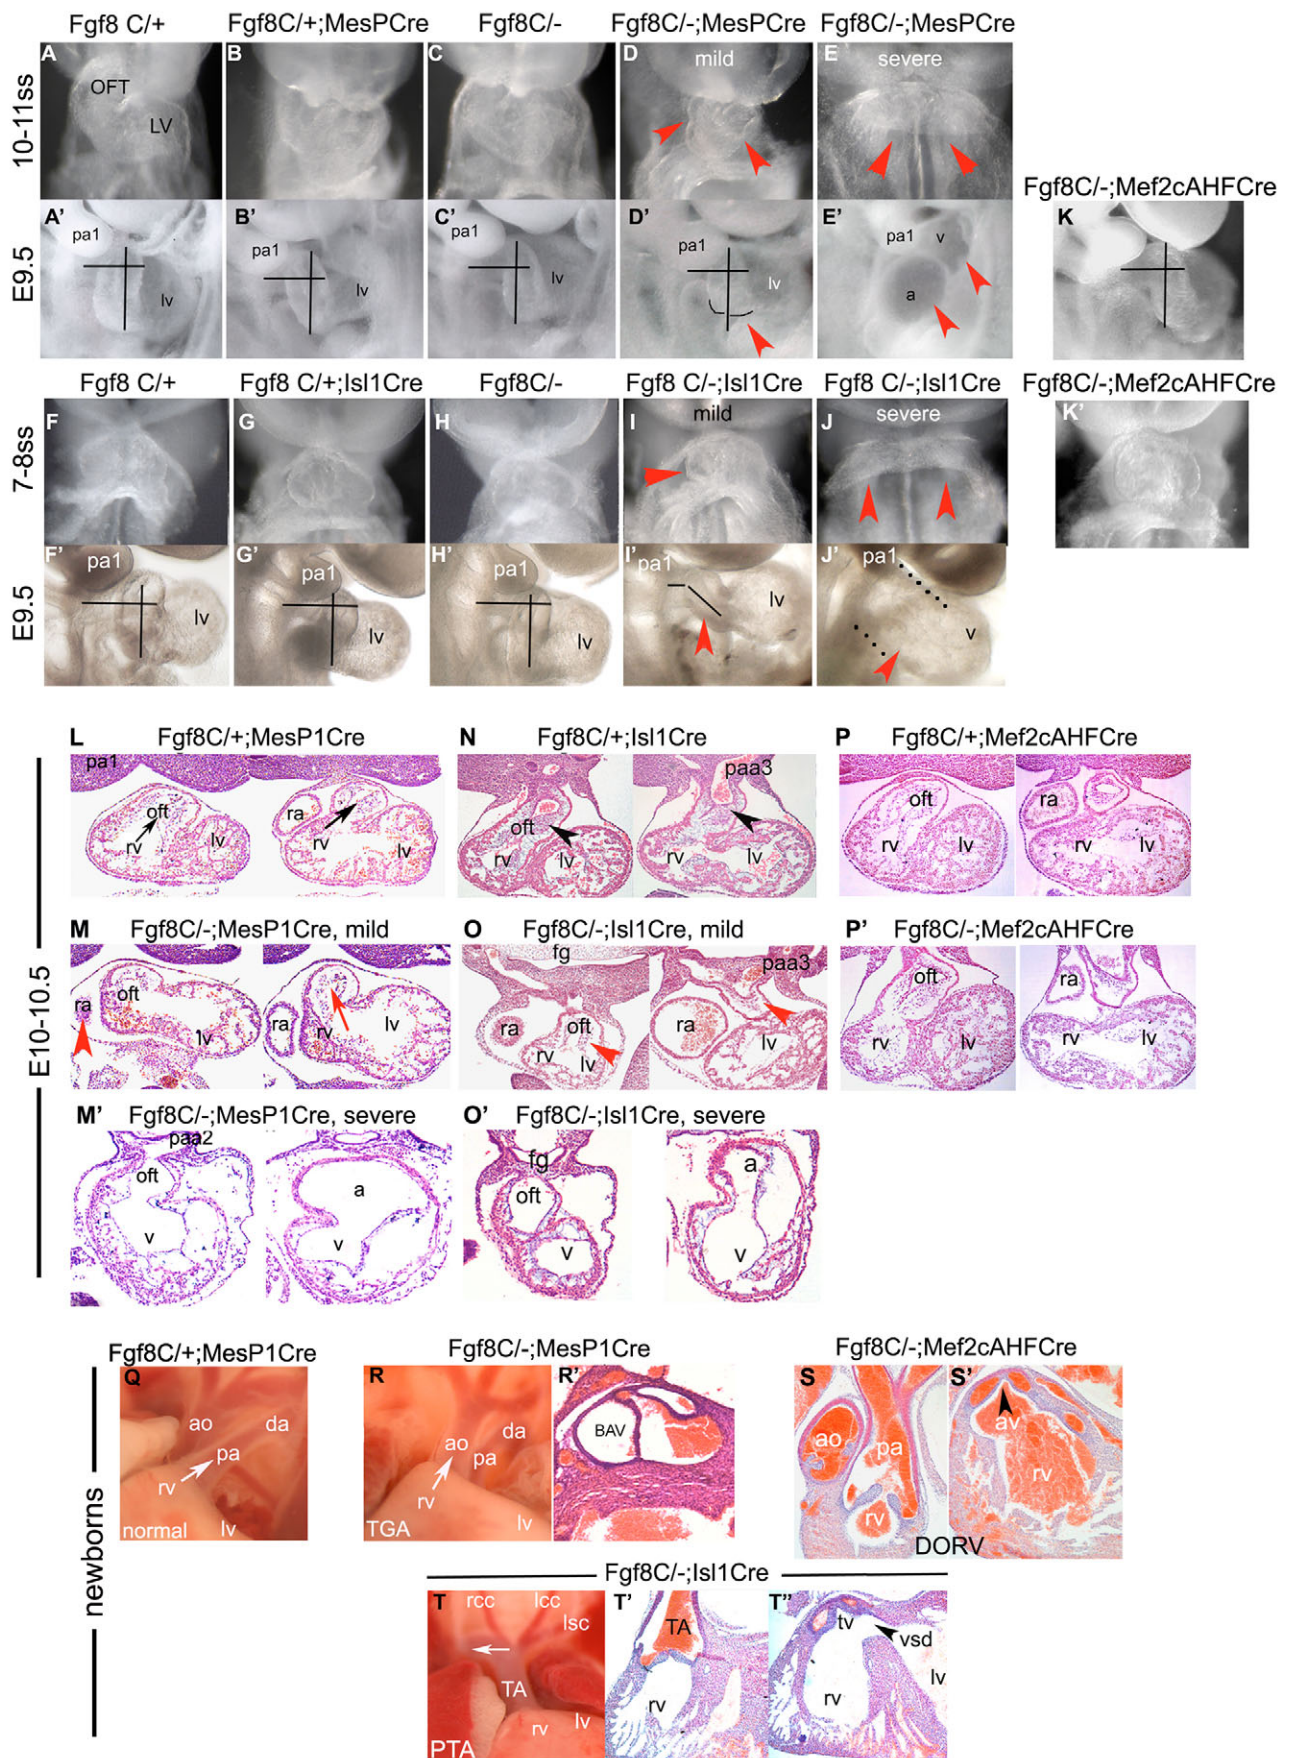 Fgf8 C/+ Fgf8C/+;MesPCre Fgf8C/- Fgf8C/-;MesPCre Fgf8C/-;MesPCre
10-11ss
A OFT LV B C D mild E severe
Fgf8C/-;Mef2cAHFCre
E9.5
A' pa1 lv B' pa1 lv C' pa1 lv D' pa1 lv E' pa1 v a K
Fgf8 C/+ Fgf8 C/+;Isl1Cre Fgf8C/- Fgf8 C/-;Isl1Cre Fgf8 C/-;Isl1Cre Fgf8C/-;Mef2cAHFCre
7-8ss
F G H I mild J severe K'
E9.5
F' pa1 lv G' pa1 lv H' pa1 lv I' pa1 lv J' pa1 v
E10-10.5
L Fgf8C/+;MesP1Cre N Fgf8C/+;Isl1Cre P Fgf8C/+;Mef2cAHFCre
pa1 oft rv lv ra rv lv
paa3 oft rv lv rv lv
oft rv lv ra rv lv
M Fgf8C/-;MesP1Cre, mild O Fgf8C/-;Isl1Cre, mild P' Fgf8C/-;Mef2cAHFCre
ra oft lv ra rv lv
fg ra oft rv lv paa3 ra lv
oft rv lv ra rv lv
M' Fgf8C/-;MesP1Cre, severe O' Fgf8C/-;Isl1Cre, severe
paa2 oft v a v
fg oft v a v
newborns
Fgf8C/+;MesP1Cre Fgf8C/-;MesP1Cre Fgf8C/-;Mef2cAHFCre
Q ao da pa rv normal lv
R ao da pa rv TGA lv
R' BAV
S ao pa rv
S' av rv
DORV
Fgf8C/-;Isl1Cre
T rcc lcc lsc TA rv lv PTA
T' TA rv
T" tv vsd lv rv